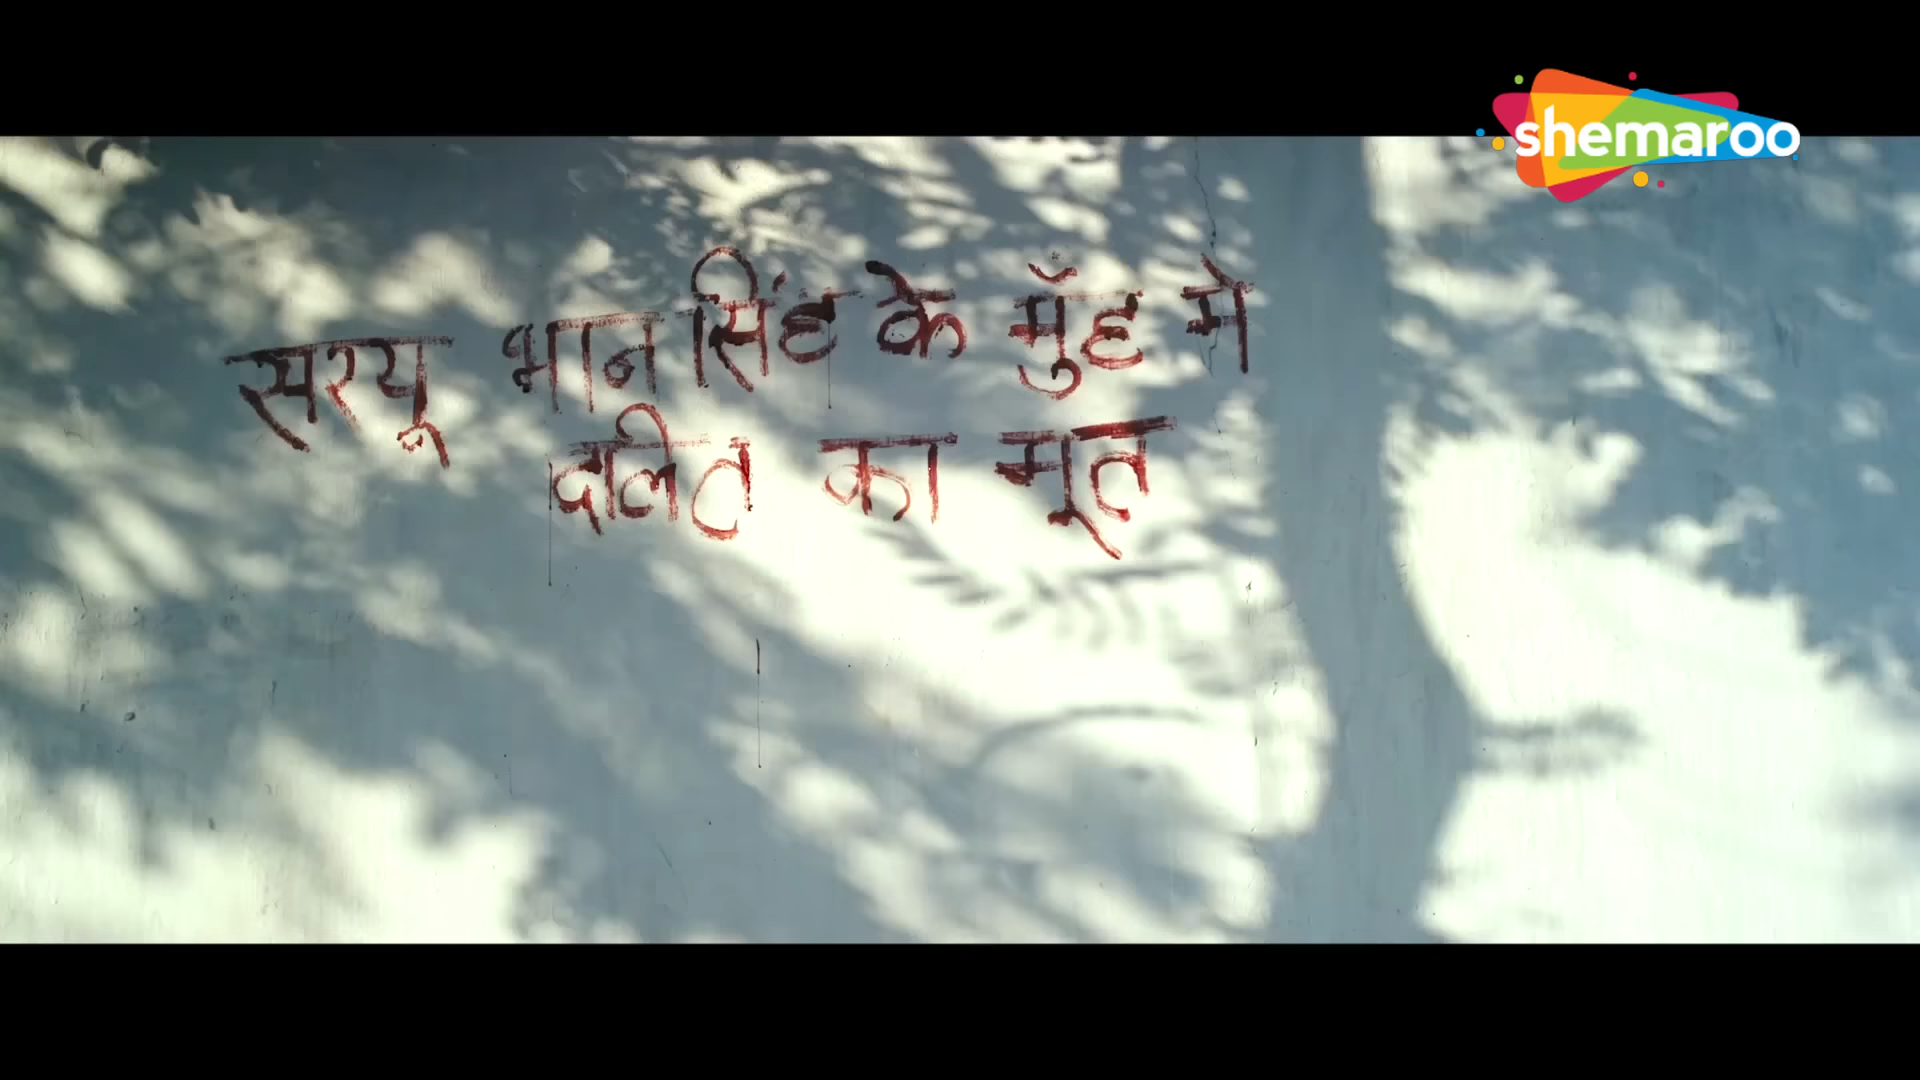 shemaroo
सरयू भान सिंह के मुँह मे
दलित का मूत